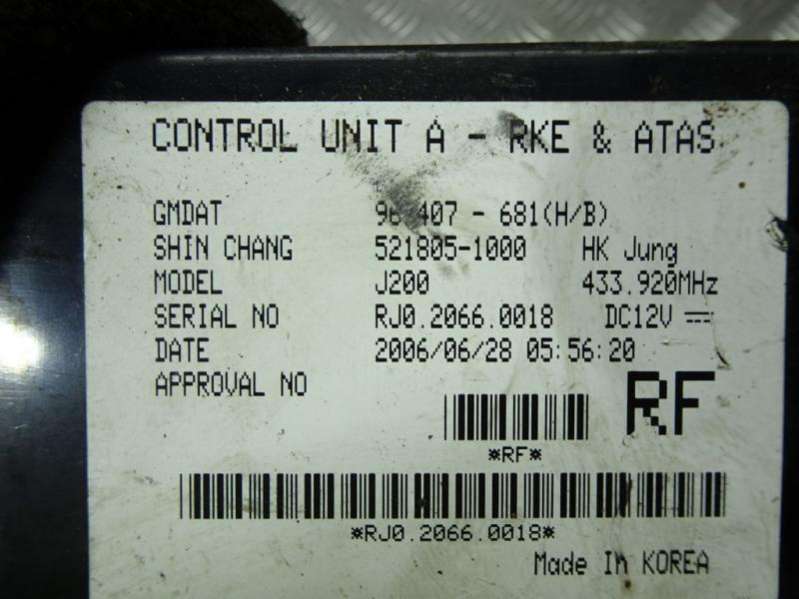 CONTROL UNIT A - RKE & ATAS
GMDAT 407 - 681(H/B)
SHIN CHANG 521805-1000 HK Jung
MODEL J200 433.920MHz
SERIAL NO RJ0.2066.0018 DC12V
DATE 2006/06/28 05:56:20
APPROVAL NO
RF
*RF*
*RJ0.2066.0018*
Made In KOREA